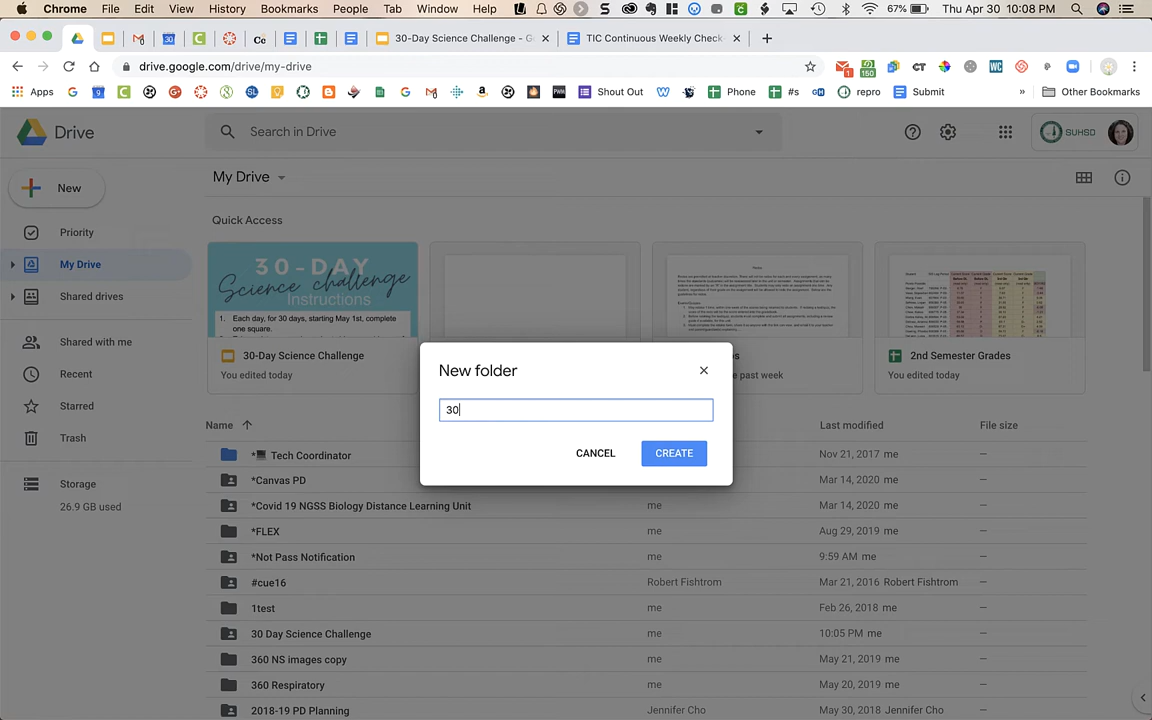 Chrome File Edit View History Bookmarks People Tab Window Help 67% Thu Apr 30 10:08 PM
30-Day Science Challenge - G
TIC Continuous Weekly Check
drive.google.com/drive/my-drive
Apps Shout Out Phone #s repro Submit » Other Bookmarks
Drive
Search in Drive
SUHSD
New
My Drive
Priority
My Drive
Shared drives
Shared with me
Recent
Starred
Trash
Storage
26.9 GB used
Quick Access
30-DAY
Science challenge
Instructions
1. Each day, for 30 days, starting May 1st, complete
one square.
30-Day Science Challenge
You edited today
e past week
2nd Semester Grades
You edited today
New folder
30
CANCEL
CREATE
Name
Last modified
File size
*💻 Tech Coordinator Nov 21, 2017 me —
*Canvas PD Mar 14, 2020 me —
*Covid 19 NGSS Biology Distance Learning Unit me Mar 14, 2020 me —
*FLEX me Aug 29, 2019 me —
*Not Pass Notification me 9:59 AM me —
#cue16 Robert Fishtrom Mar 21, 2016 Robert Fishtrom —
1test me Feb 26, 2018 me —
30 Day Science Challenge me 10:05 PM me —
360 NS images copy me May 21, 2019 me —
360 Respiratory me May 20, 2019 me —
2018-19 PD Planning Jennifer Cho May 30, 2018 Jennifer Cho —